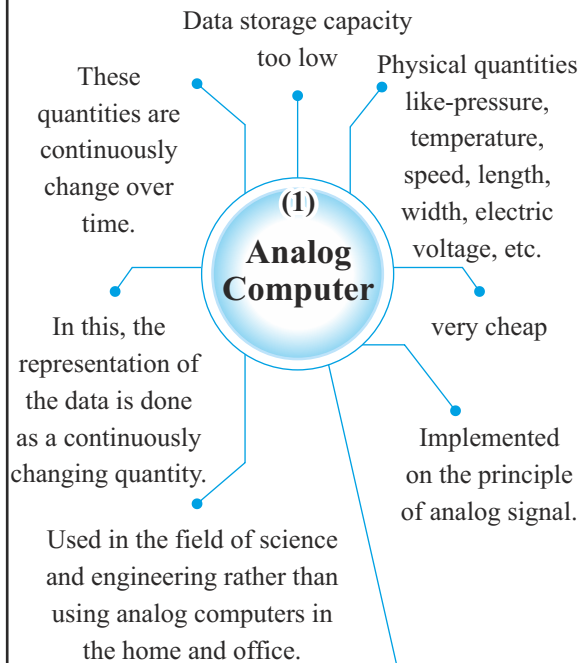 Data storage capacity
too low
These
quantities are
continuously
change over
time.
Physical quantities
like-pressure,
temperature,
speed, length,
width, electric
voltage, etc.
(1)
Analog
Computer
In this, the
representation of
the data is done
as a continuously
changing quantity.
very cheap
Implemented
on the principle
of analog signal.
Used in the field of science
and engineering rather than
using analog computers in
the home and office.